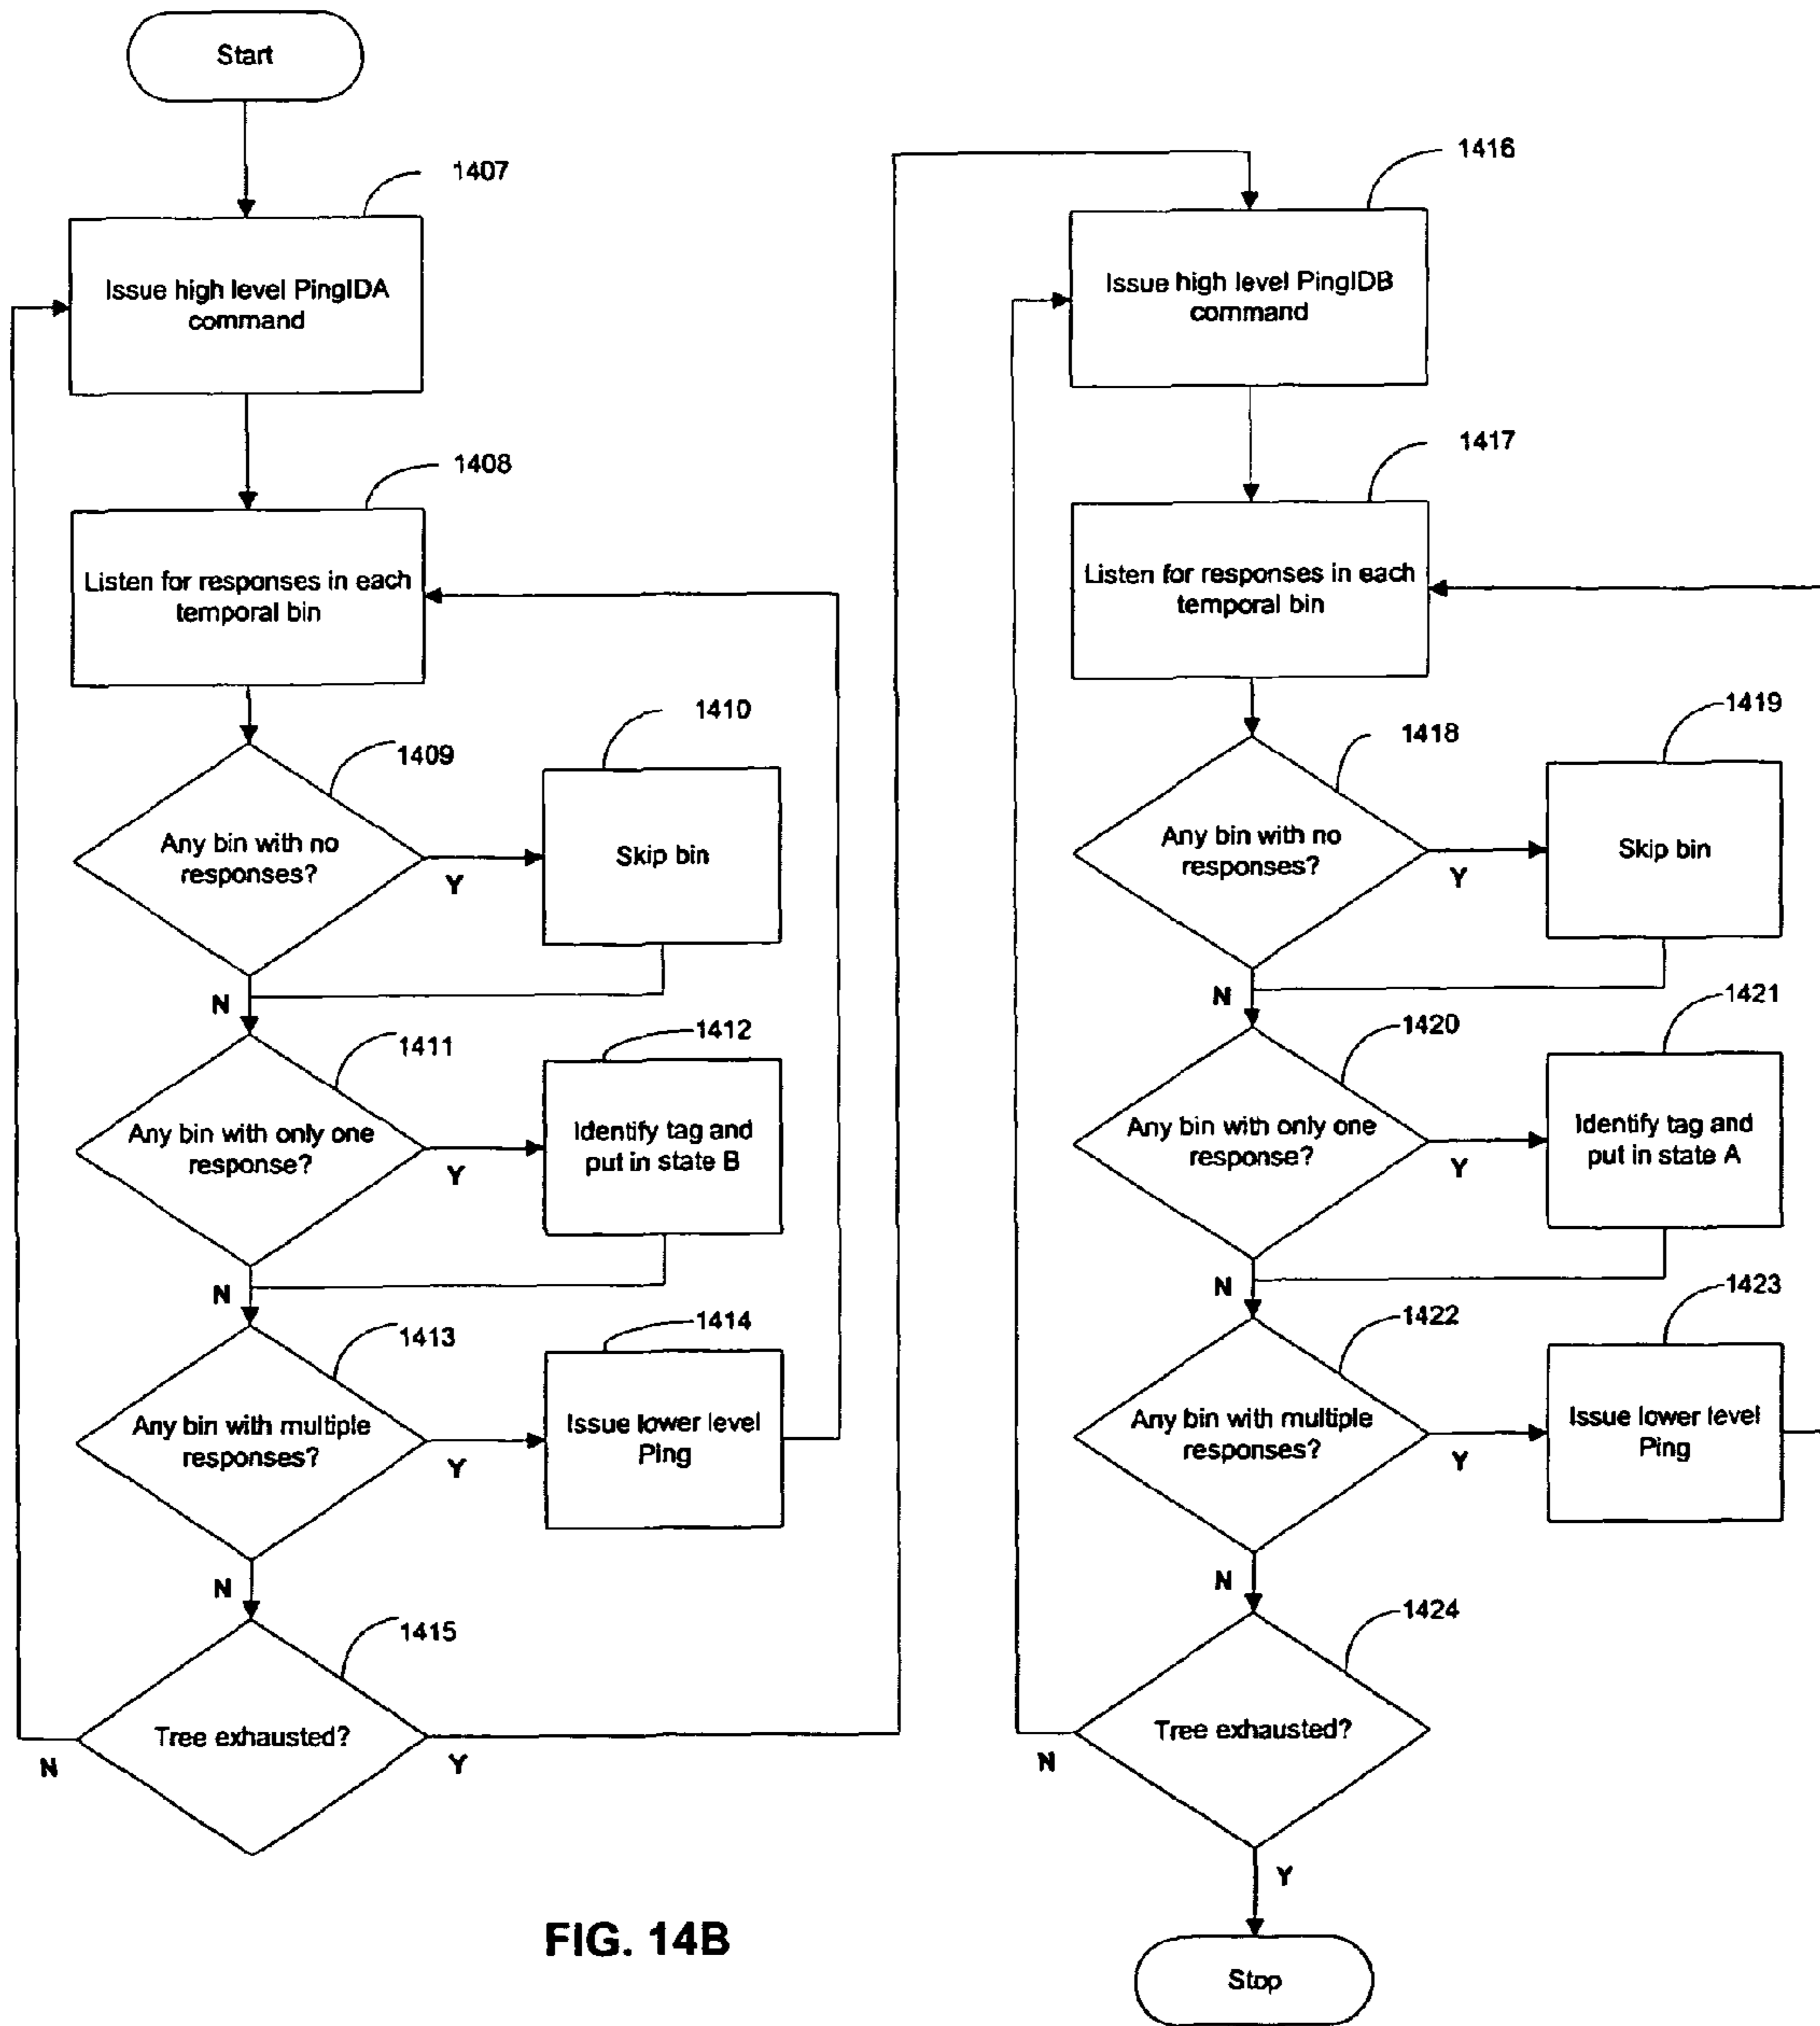 Start
1407
Issue high level PingIDA
command
1408
Listen for responses in each
temporal bin
1409
Any bin with no
responses?
Y
1410
Skip bin
N
1411
Any bin with only one
response?
Y
1412
Identify tag and
put in state B
N
1413
Any bin with multiple
responses?
Y
1414
Issue lower level
Ping
N
1415
Tree exhausted?
N
Y
1416
Issue high level PingIDB
command
1417
Listen for responses in each
temporal bin
1418
Any bin with no
responses?
Y
1419
Skip bin
N
1420
Any bin with only one
response?
Y
1421
Identify tag and
put in state A
N
1422
Any bin with multiple
responses?
Y
1423
Issue lower level
Ping
N
1424
Tree exhausted?
N
Y
Stop
FIG. 14B